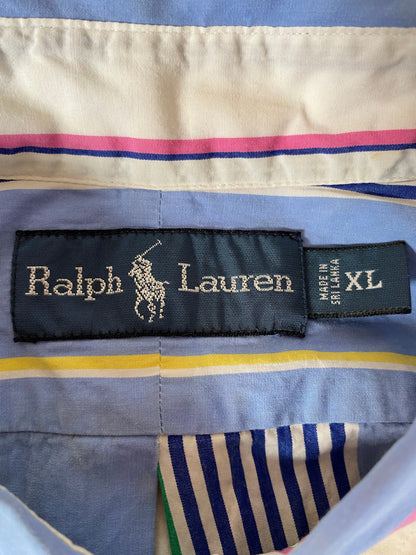 Ralph Lauren
MADE IN
SRI LANKA
XL